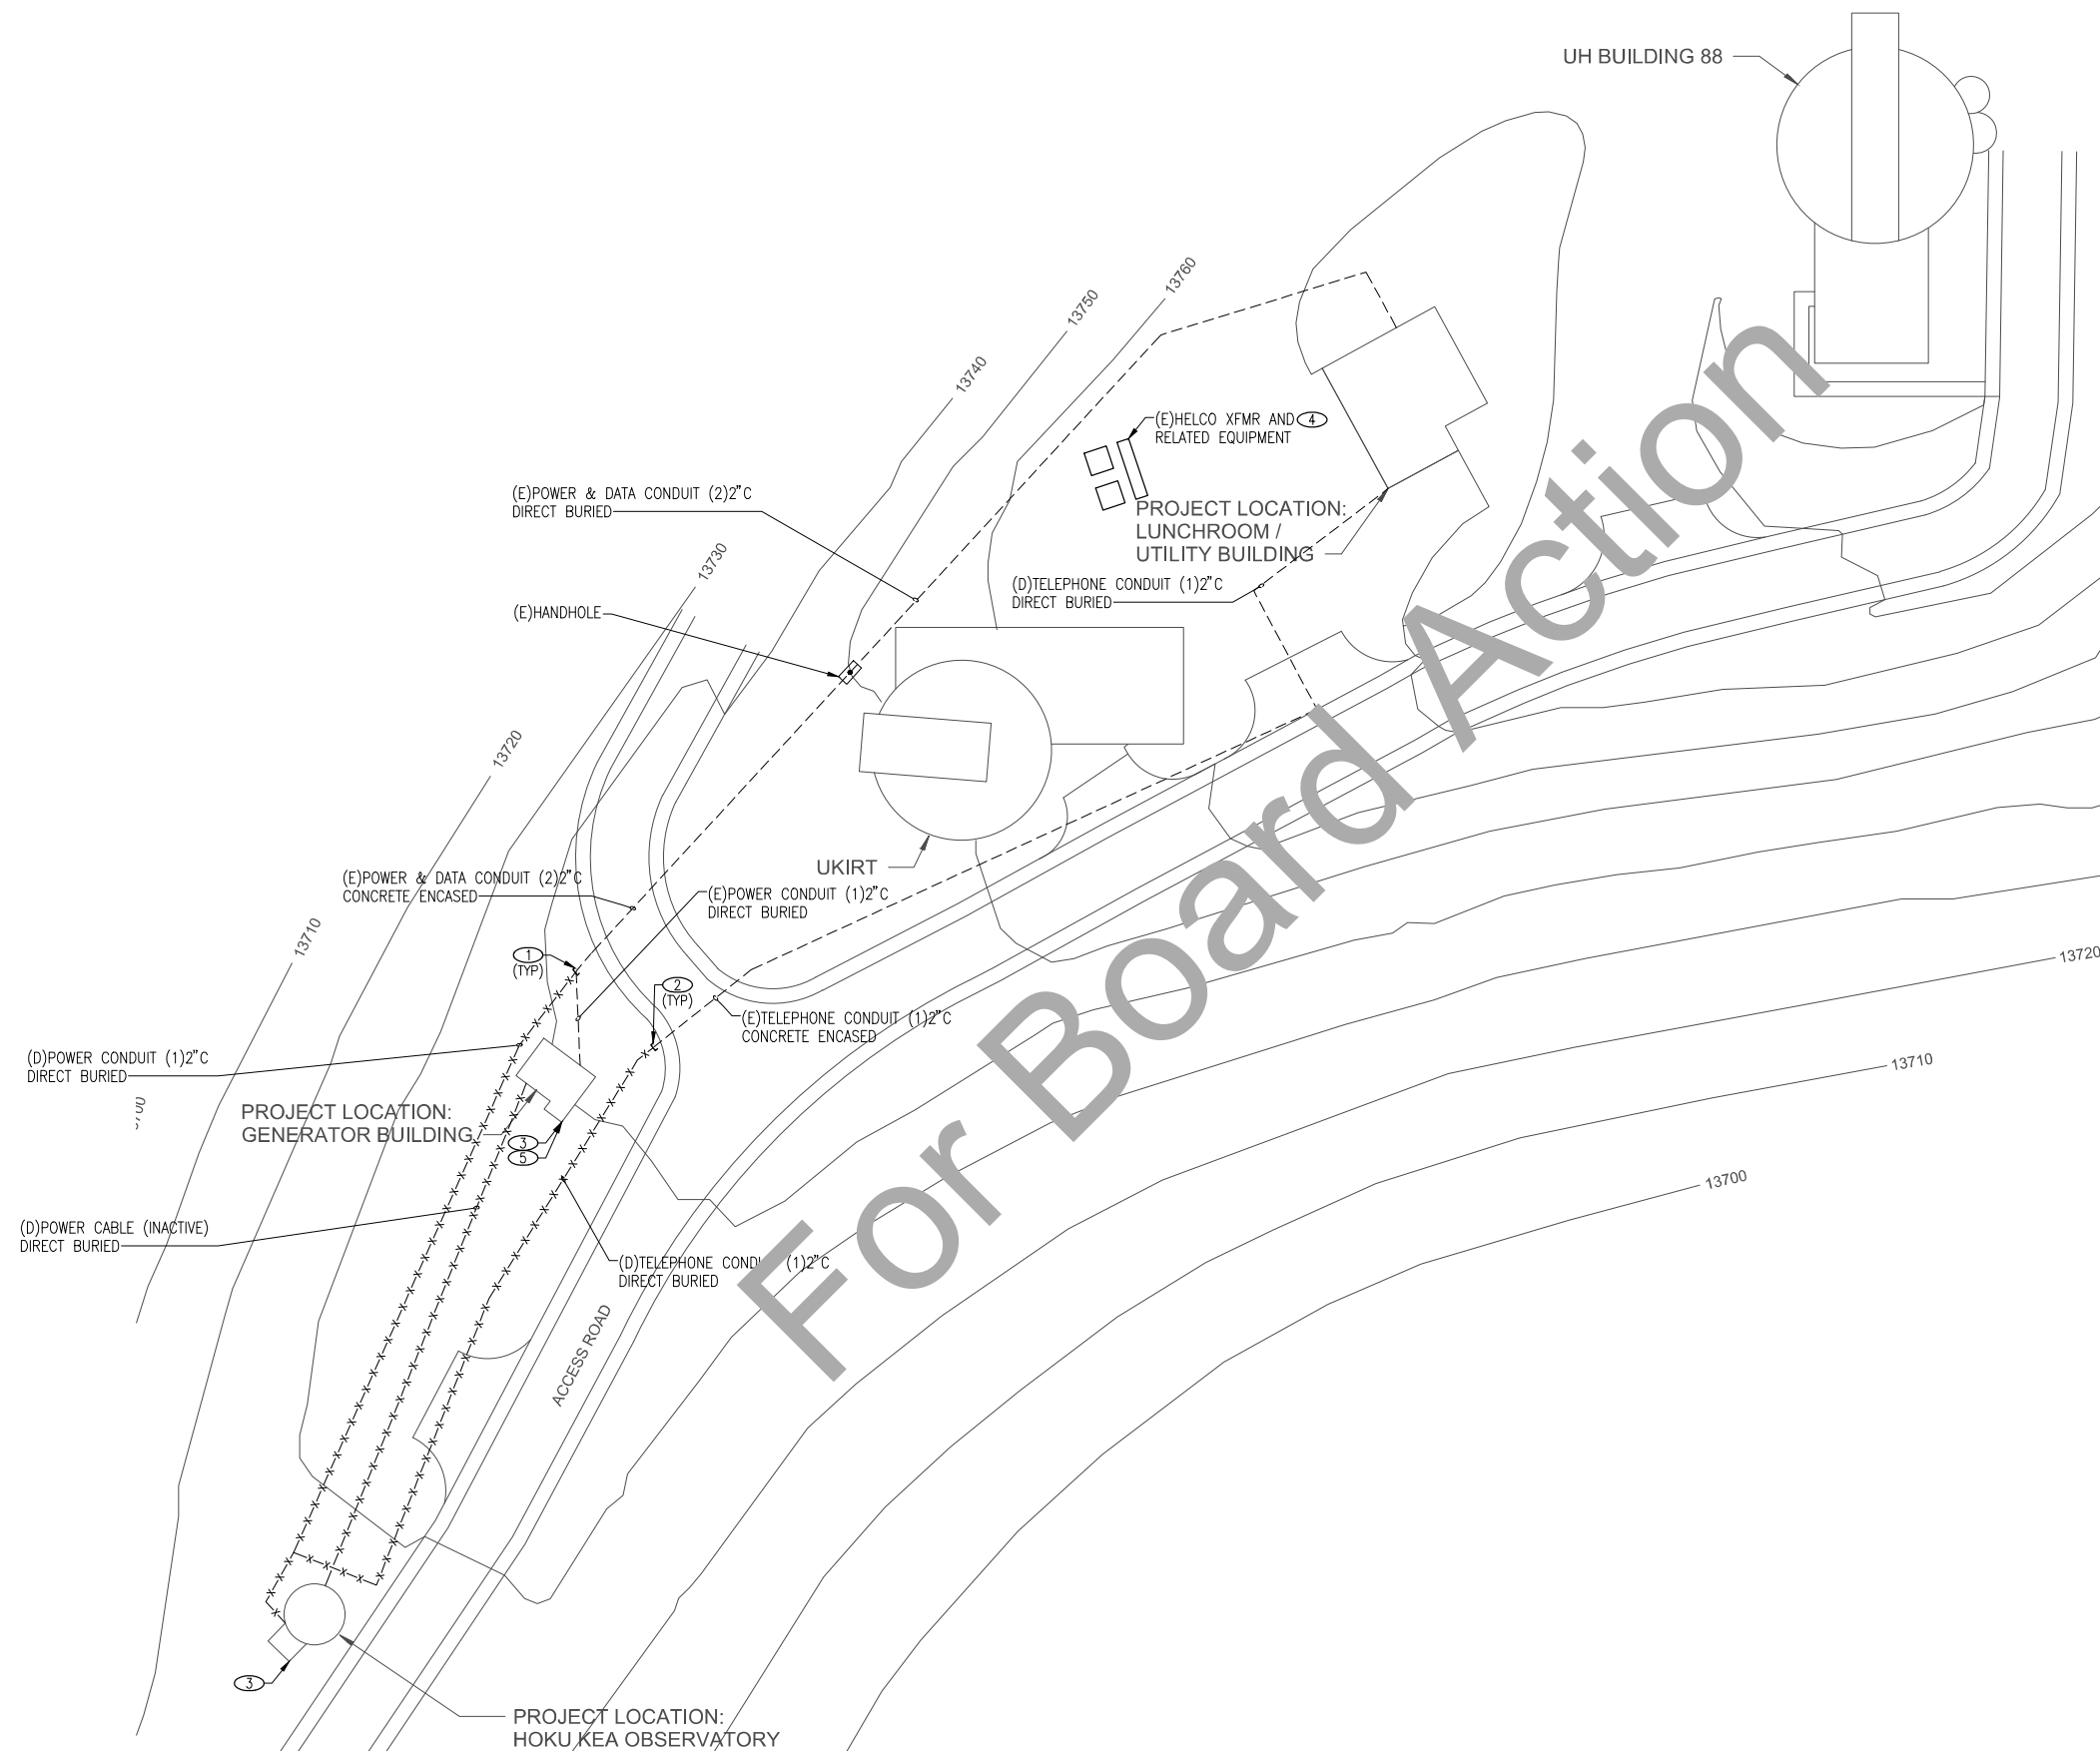 UH BUILDING 88
13760
13750
13740
(E)HELCO XFMR AND 4
RELATED EQUIPMENT
(E)POWER & DATA CONDUIT (2)2"C
DIRECT BURIED
PROJECT LOCATION:
LUNCHROOM /
UTILITY BUILDING
13730
(D)TELEPHONE CONDUIT (1)2"C
DIRECT BURIED
(E)HANDHOLE
13720
UKIRT
(E)POWER & DATA CONDUIT (2)2"C
CONCRETE ENCASED
(E)POWER CONDUIT (1)2"C
DIRECT BURIED
13710
1
(TYP)
2
(TYP)
13720
(E)TELEPHONE CONDUIT (1)2"C
CONCRETE ENCASED
(D)POWER CONDUIT (1)2"C
DIRECT BURIED
13710
PROJECT LOCATION:
GENERATOR BUILDING
3
5
13700
(D)POWER CABLE (INACTIVE)
DIRECT BURIED
(D)TELEPHONE (1)2"C
DIRECT BURIED
ACCESS ROAD
For Board Action
3
PROJECT LOCATION:
HOKU KEA OBSERVATORY